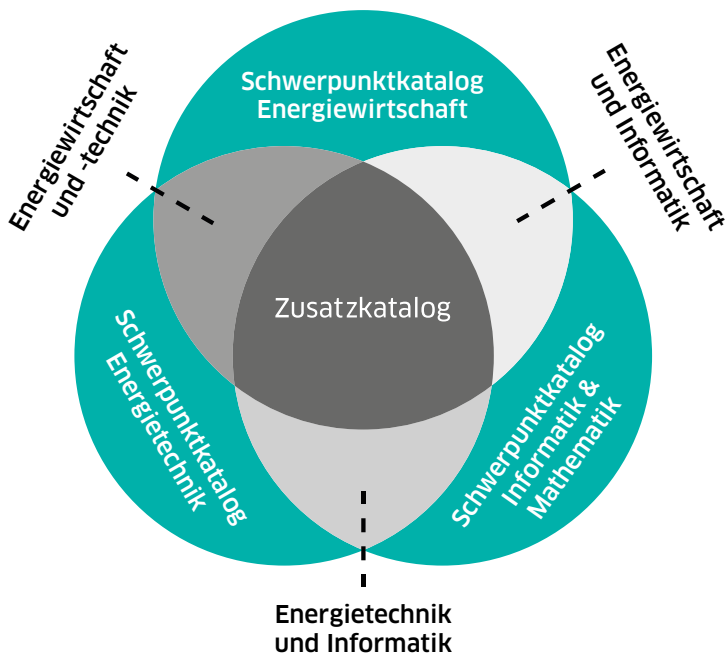 Schwerpunktkatalog
Energiewirtschaft
Energiewirtschaft
und -technik
Energiewirtschaft
und Informatik
Zusatzkatalog
Schwerpunktkatalog
Energietechnik
Schwerpunktkatalog
Informatik &
Mathematik
Energietechnik
und Informatik